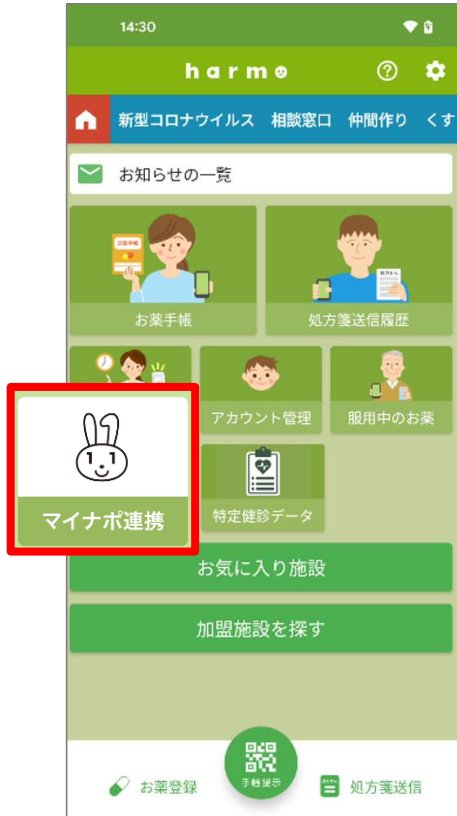 14:30
harmo
新型コロナウイルス 相談窓口 仲間作り くす
お知らせの一覧
お薬手帳 処方箋送信履歴
アカウント管理 服用中のお薬
マイナポ連携 特定健診データ
お気に入り施設
加盟施設を探す
手帳提示
お薬登録 処方箋送信